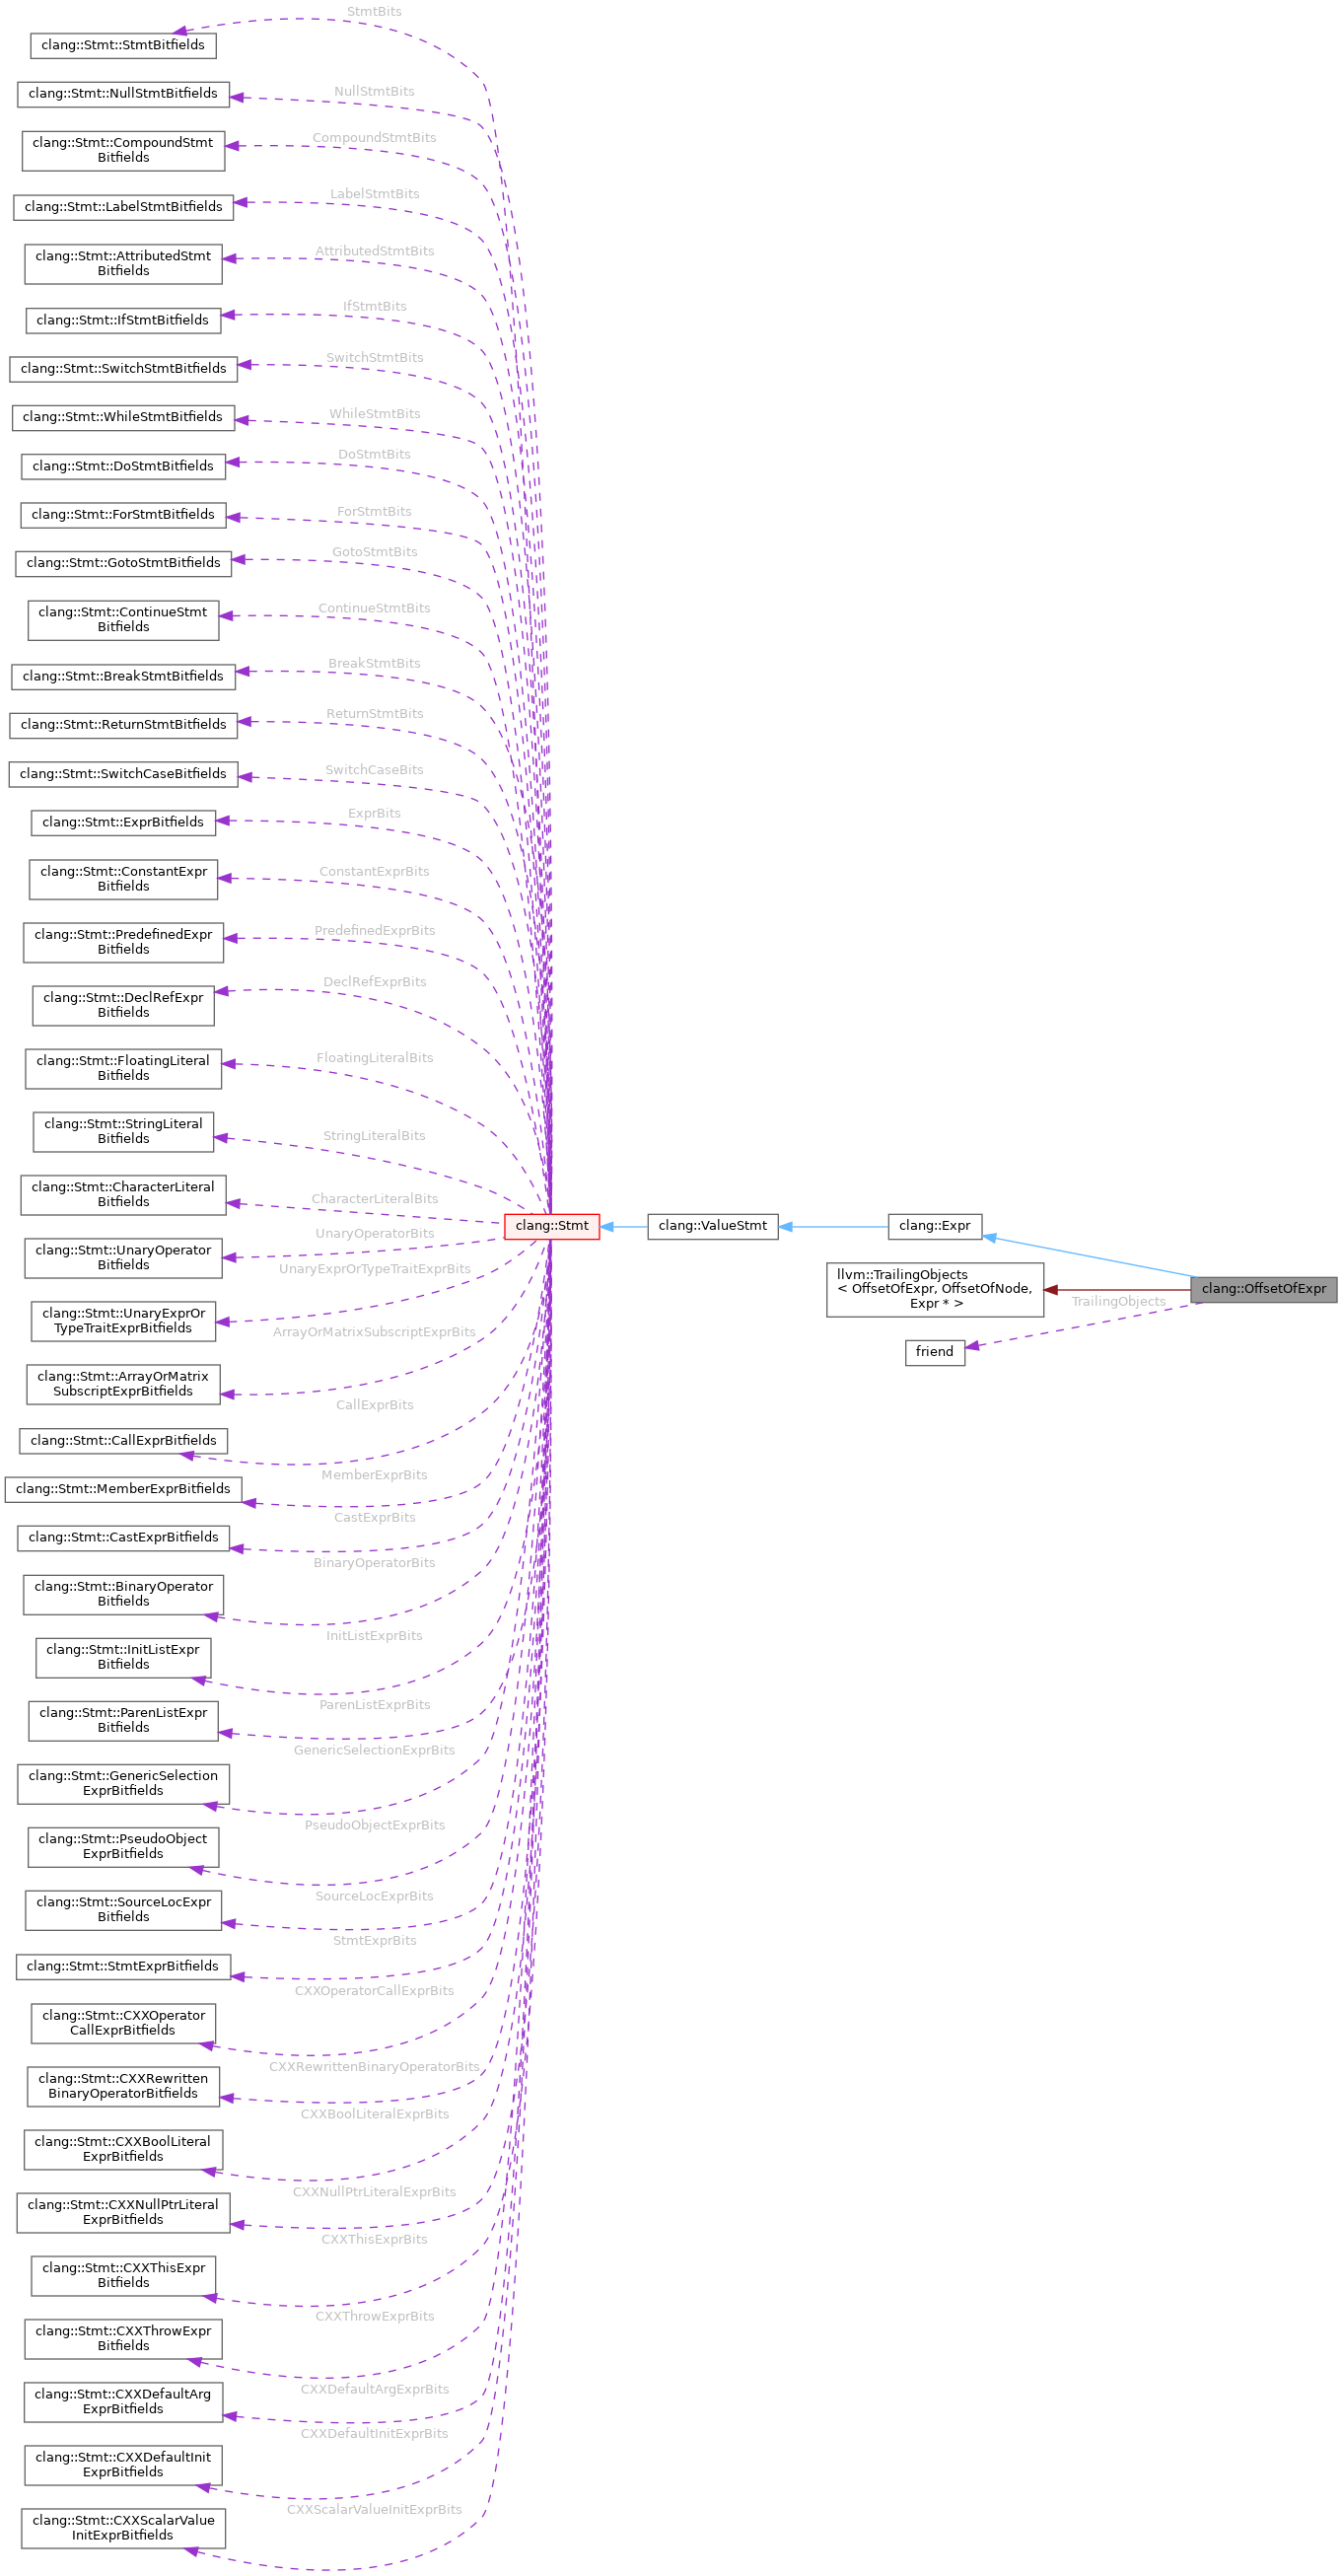 StmtBits
clang::Stmt::StmtBitfields
NullStmtBits
clang::Stmt::NullStmtBitfields
CompoundStmtBits
clang::Stmt::CompoundStmt
Bitfields
LabelStmtBits
clang::Stmt::LabelStmtBitfields
AttributedStmtBits
clang::Stmt::AttributedStmt
Bitfields
IfStmtBits
clang::Stmt::IfStmtBitfields
SwitchStmtBits
clang::Stmt::SwitchStmtBitfields
WhileStmtBits
clang::Stmt::WhileStmtBitfields
DoStmtBits
clang::Stmt::DoStmtBitfields
ForStmtBits
clang::Stmt::ForStmtBitfields
GotoStmtBits
clang::Stmt::GotoStmtBitfields
ContinueStmtBits
clang::Stmt::ContinueStmt
Bitfields
BreakStmtBits
clang::Stmt::BreakStmtBitfields
ReturnStmtBits
clang::Stmt::ReturnStmtBitfields
SwitchCaseBits
clang::Stmt::SwitchCaseBitfields
ExprBits
clang::Stmt::ExprBitfields
ConstantExprBits
clang::Stmt::ConstantExpr
Bitfields
PredefinedExprBits
clang::Stmt::PredefinedExpr
Bitfields
DeclRefExprBits
clang::Stmt::DeclRefExpr
Bitfields
FloatingLiteralBits
clang::Stmt::FloatingLiteral
Bitfields
StringLiteralBits
clang::Stmt::StringLiteral
Bitfields
CharacterLiteralBits
clang::Stmt::CharacterLiteral
Bitfields
UnaryOperatorBits
clang::Stmt::UnaryOperator
Bitfields
UnaryExprOrTypeTraitExprBits
clang::Stmt::UnaryExprOr
TypeTraitExprBitfields
ArrayOrMatrixSubscriptExprBits
clang::Stmt::ArrayOrMatrix
SubscriptExprBitfields
CallExprBits
clang::Stmt::CallExprBitfields
MemberExprBits
clang::Stmt::MemberExprBitfields
CastExprBits
clang::Stmt::CastExprBitfields
BinaryOperatorBits
clang::Stmt::BinaryOperator
Bitfields
InitListExprBits
clang::Stmt::InitListExpr
Bitfields
ParenListExprBits
clang::Stmt::ParenListExpr
Bitfields
GenericSelectionExprBits
clang::Stmt::GenericSelection
ExprBitfields
PseudoObjectExprBits
clang::Stmt::PseudoObject
ExprBitfields
SourceLocExprBits
clang::Stmt::SourceLocExpr
Bitfields
StmtExprBits
clang::Stmt::StmtExprBitfields
CXXOperatorCallExprBits
clang::Stmt::CXXOperator
CallExprBitfields
CXXRewrittenBinaryOperatorBits
clang::Stmt::CXXRewritten
BinaryOperatorBitfields
CXXBoolLiteralExprBits
clang::Stmt::CXXBoolLiteral
ExprBitfields
CXXNullPtrLiteralExprBits
clang::Stmt::CXXNullPtrLiteral
ExprBitfields
CXXThisExprBits
clang::Stmt::CXXThisExpr
Bitfields
CXXThrowExprBits
clang::Stmt::CXXThrowExpr
Bitfields
CXXDefaultArgExprBits
clang::Stmt::CXXDefaultArg
ExprBitfields
CXXDefaultInitExprBits
clang::Stmt::CXXDefaultInit
ExprBitfields
CXXScalarValueInitExprBits
clang::Stmt::CXXScalarValue
InitExprBitfields
clang::Stmt
clang::ValueStmt
clang::Expr
llvm::TrailingObjects
< OffsetOfExpr, OffsetOfNode,
Expr * >
clang::OffsetOfExpr
TrailingObjects
friend